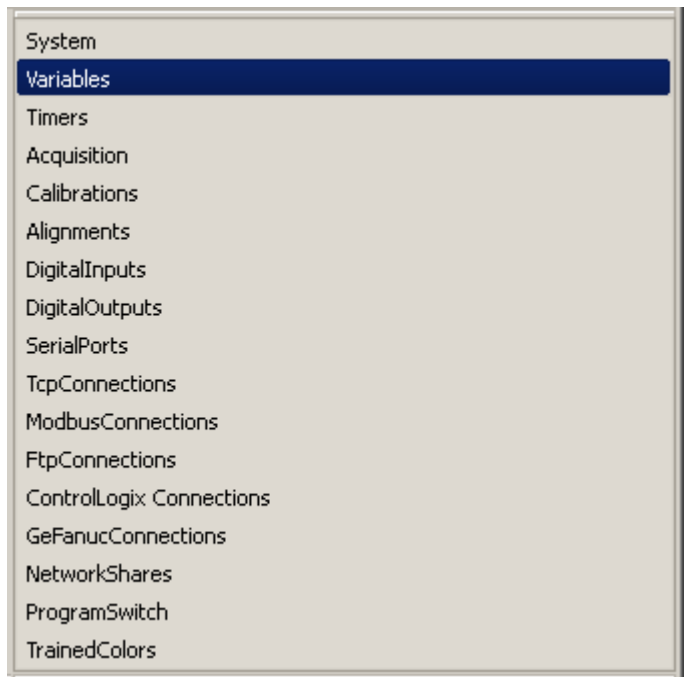 System
Variables
Timers
Acquisition
Calibrations
Alignments
DigitalInputs
DigitalOutputs
SerialPorts
TcpConnections
ModbusConnections
FtpConnections
ControlLogix Connections
GeFanucConnections
NetworkShares
ProgramSwitch
TrainedColors